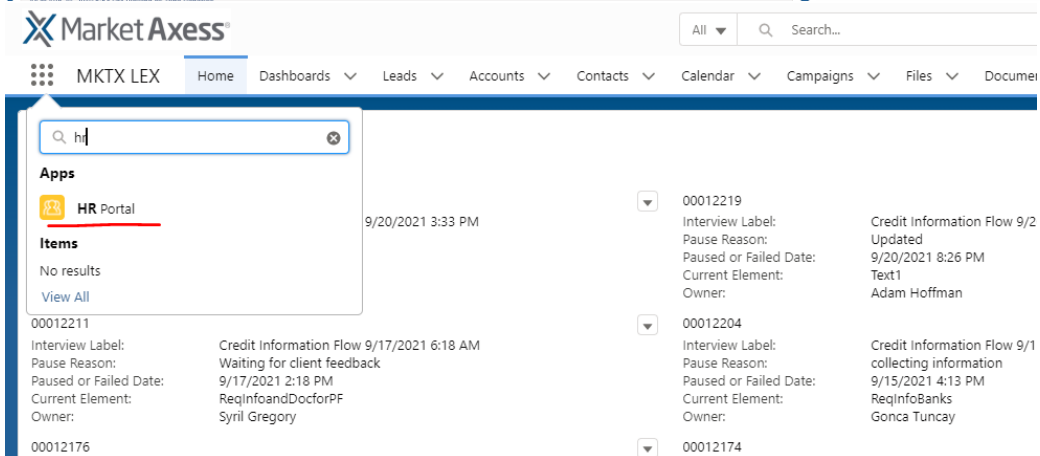 MarketAxess
All
Search...
MKTX LEX Home Dashboards Leads Accounts Contacts Calendar Campaigns Files
hr
Apps
HR Portal
Items
No results
View All
9/20/2021 3:33 PM
00012219
Interview Label: Credit Information Flow
Pause Reason: Updated
Paused or Failed Date: 9/20/2021 8:26 PM
Current Element: Text1
Owner: Adam Hoffman
00012211
Interview Label: Credit Information Flow 9/17/2021 6:18 AM
Pause Reason: Waiting for client feedback
Paused or Failed Date: 9/17/2021 2:18 PM
Current Element: ReqInfoandDocforPF
Owner: Syril Gregory
00012204
Interview Label: Credit Information Flow
Pause Reason: collecting information
Paused or Failed Date: 9/15/2021 4:13 PM
Current Element: ReqInfoBanks
Owner: Gonca Tuncay
00012176
00012174